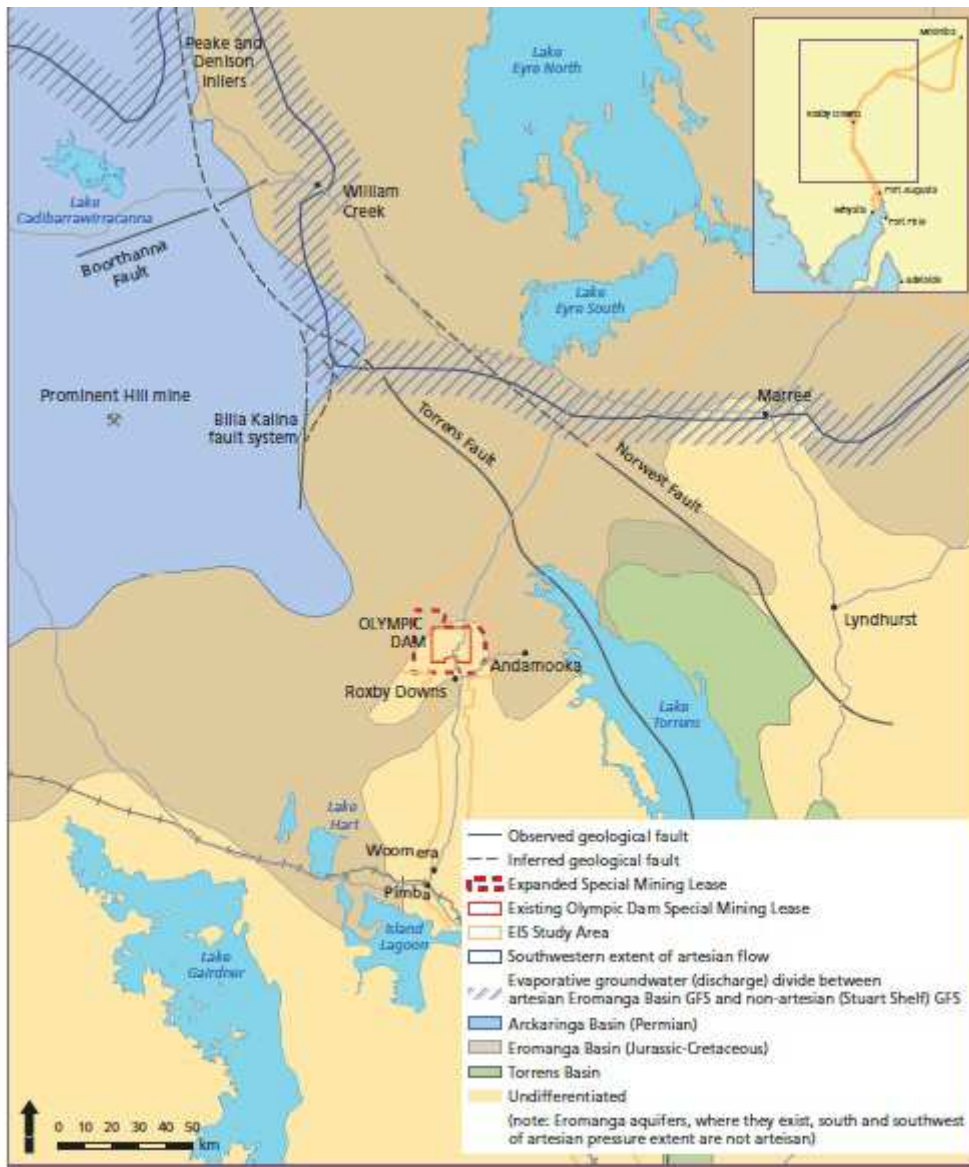 Peake and
Denison
Inliers
Lake
Eyre North
Moomba
Roxby Downs
Port Augusta
Whyalla
Port Pirie
Adelaide
Lake
Cadibarrawirracanna
William
Creek
Boorthanna
Fault
Lake
Eyre South
Prominent Hill mine
Billa Kalina
fault system
Torrens Fault
Marree
Norwest Fault
OLYMPIC
DAM
Andamooka
Roxby Downs
Lyndhurst
Lake
Torrens
Lake
Hart
Woomera
Pimba
Island
Lagoon
Lake
Gairdner
Observed geological fault
Inferred geological fault
Expanded Special Mining Lease
Existing Olympic Dam Special Mining Lease
EIS Study Area
Southwestern extent of artesian flow
Evaporative groundwater (discharge) divide between
artesian Eromanga Basin GFS and non-artesian (Stuart Shelf) GFS
Arckaringa Basin (Permian)
Eromanga Basin (Jurassic-Cretaceous)
Torrens Basin
Undifferentiated
(note: Eromanga aquifers, where they exist, south and southwest
of artesian pressure extent are not arteisan)
0 10 20 30 40 50
km